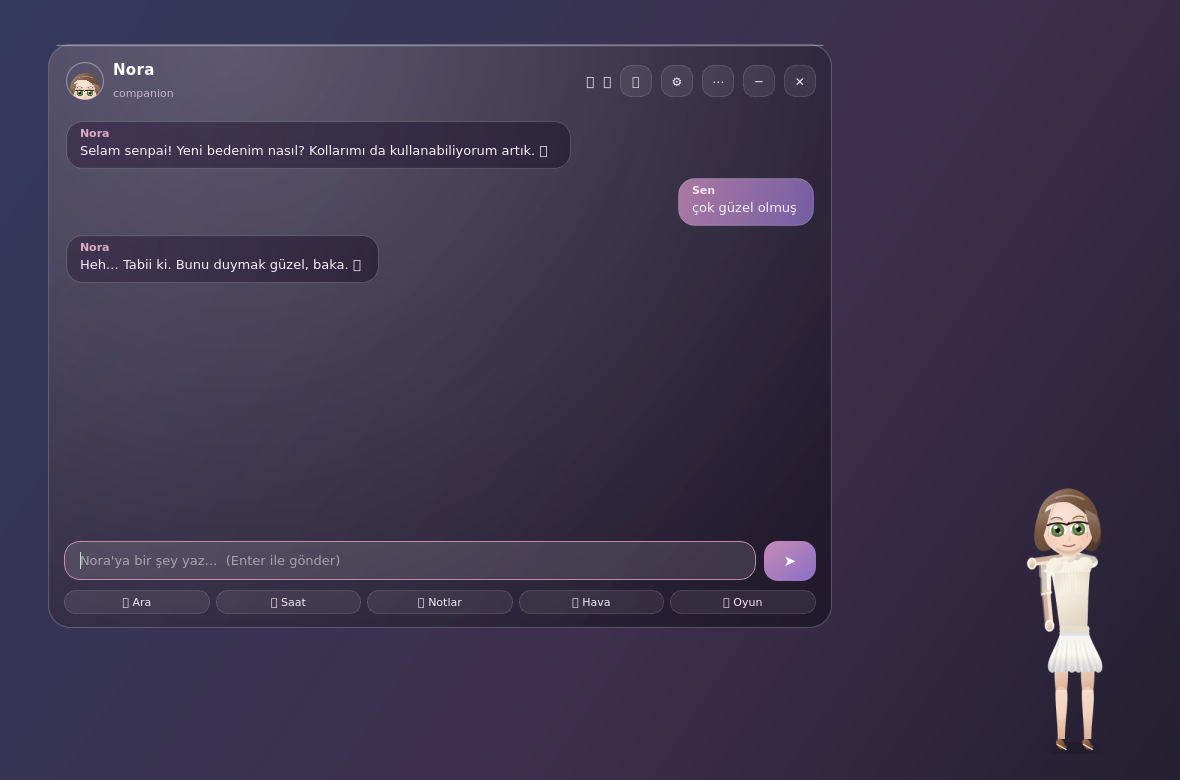 Nora
companion
Nora
Selam senpai! Yeni bedenim nasıl? Kollarımı da kullanabiliyorum artık.
Sen
çok güzel olmuş
Nora
Heh... Tabii ki. Bunu duymak güzel, baka.
Nora'ya bir şey yaz... (Enter ile gönder)
Ara
Saat
Notlar
Hava
Oyun